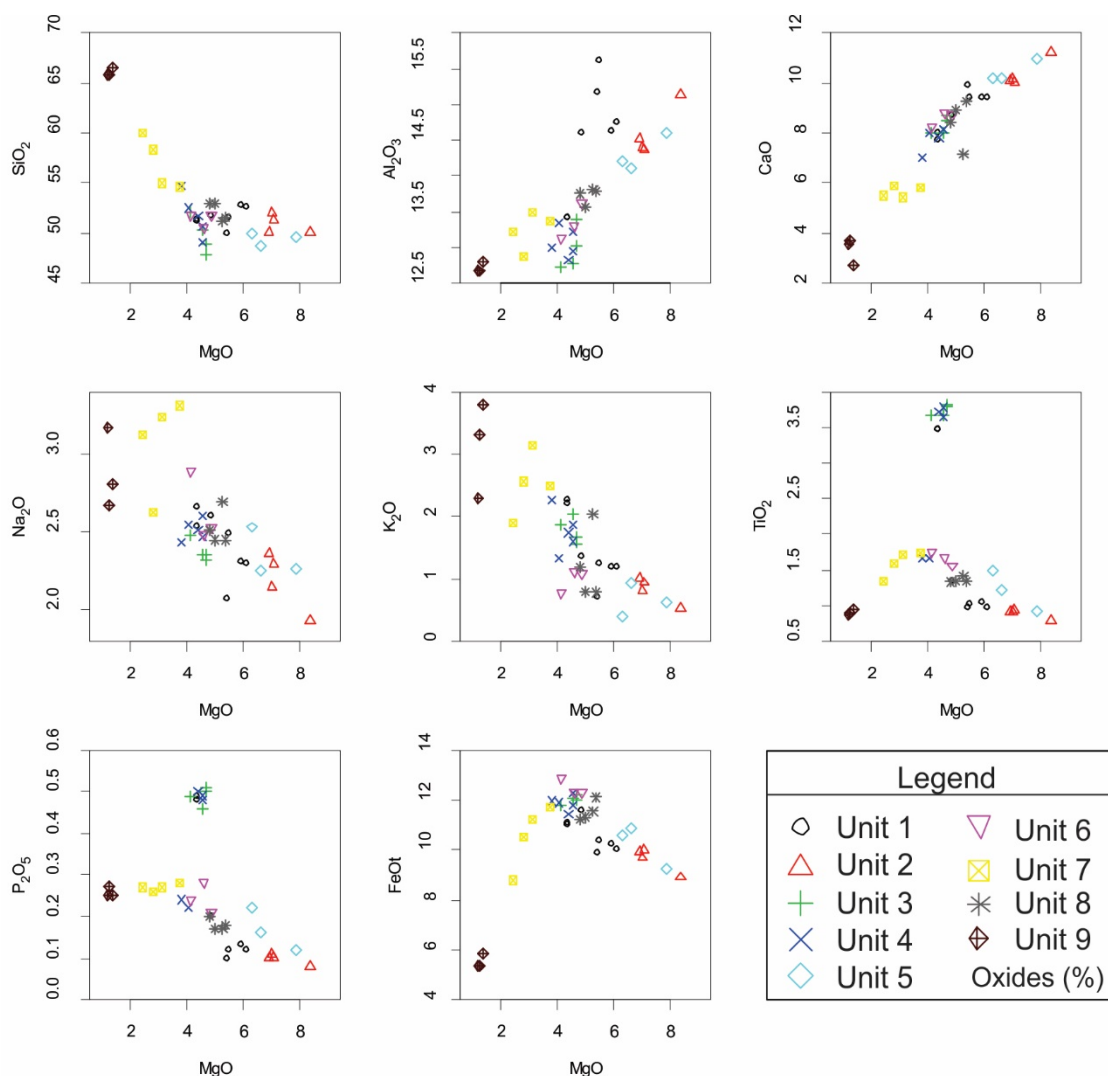 70
65
60
55
50
45
SiO2
2 4 6 8
MgO
15.5
14.5
13.5
12.5
Al2O3
2 4 6 8
MgO
12
10
8
6
4
2
CaO
2 4 6 8
MgO
3.0
2.5
2.0
Na2O
2 4 6 8
MgO
4
3
2
1
0
K2O
2 4 6 8
MgO
3.5
2.5
1.5
0.5
TiO2
2 4 6 8
MgO
0.6
0.5
0.4
0.3
0.2
0.1
0.0
P2O5
2 4 6 8
MgO
14
12
10
8
6
4
FeOt
2 4 6 8
MgO
Legend
Unit 1
Unit 2
Unit 3
Unit 4
Unit 5
Unit 6
Unit 7
Unit 8
Unit 9
Oxides (%)